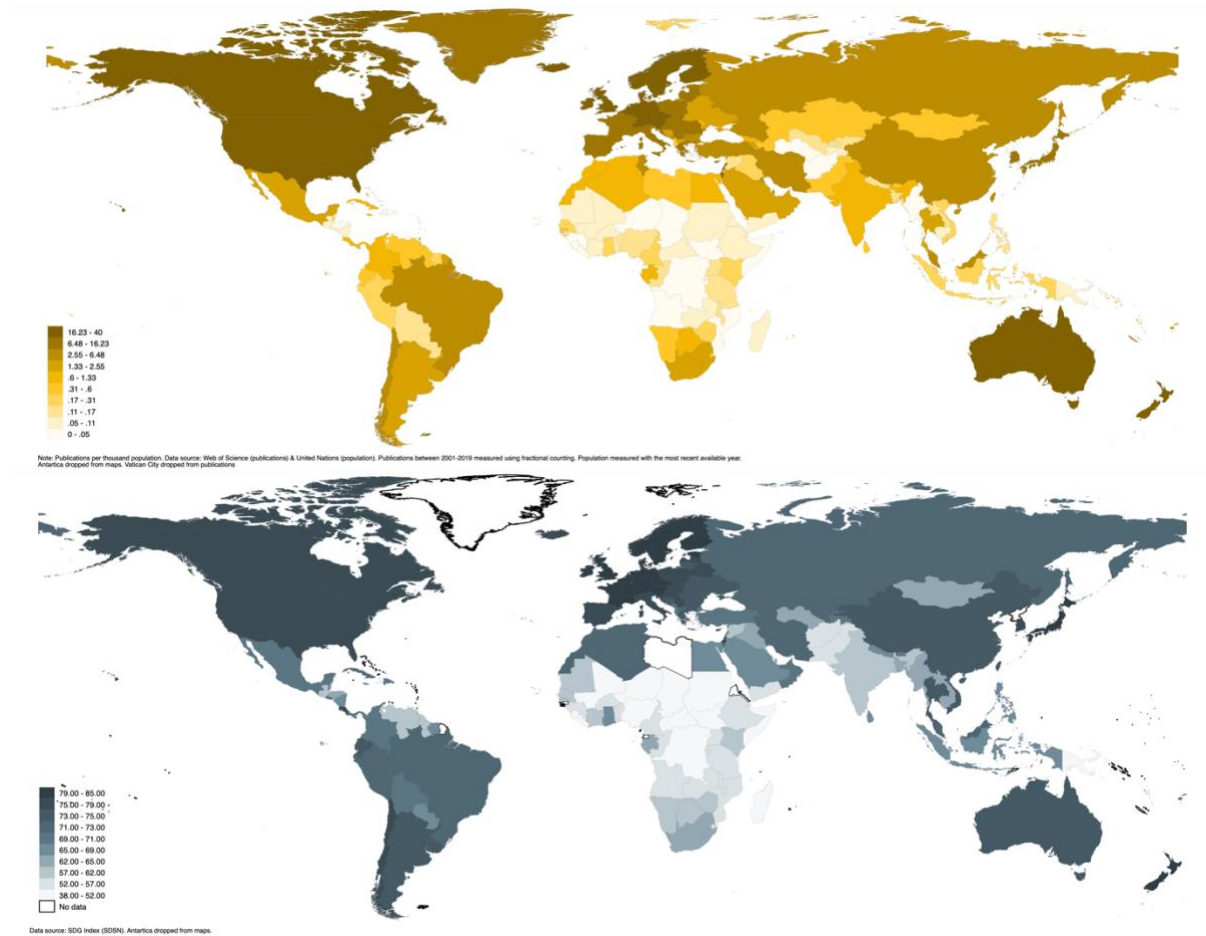 16.23 - 40
6.48 - 16.23
2.55 - 6.48
1.33 - 2.55
.6 - 1.33
.31 - .6
.17 - .31
.11 - .17
.05 - .11
0 - .05
Note: Publications per thousand population. Data source: Web of Science (publications) & United Nations (population). Publications between 2001-2019 measured using fractional counting. Population measured with the most recent available year.
Antartica dropped from maps. Vatican City dropped from publications
79.00 - 85.00
75.00 - 79.00
73.00 - 75.00
71.00 - 73.00
69.00 - 71.00
65.00 - 69.00
62.00 - 65.00
57.00 - 62.00
52.00 - 57.00
38.00 - 52.00
No data
Data source: SDG Index (SDSN). Antartica dropped from maps.